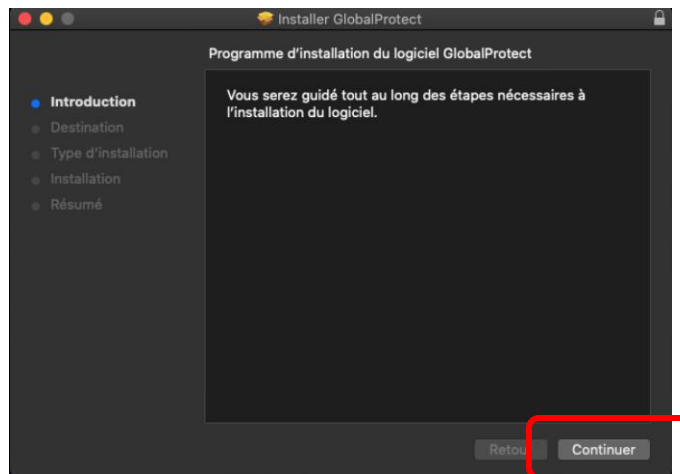 Installer GlobalProtect
Programme d'installation du logiciel GlobalProtect
Introduction
Destination
Type d'installation
Installation
Résumé
Vous serez guidé tout au long des étapes nécessaires à
l'installation du logiciel.
Retour
Continuer